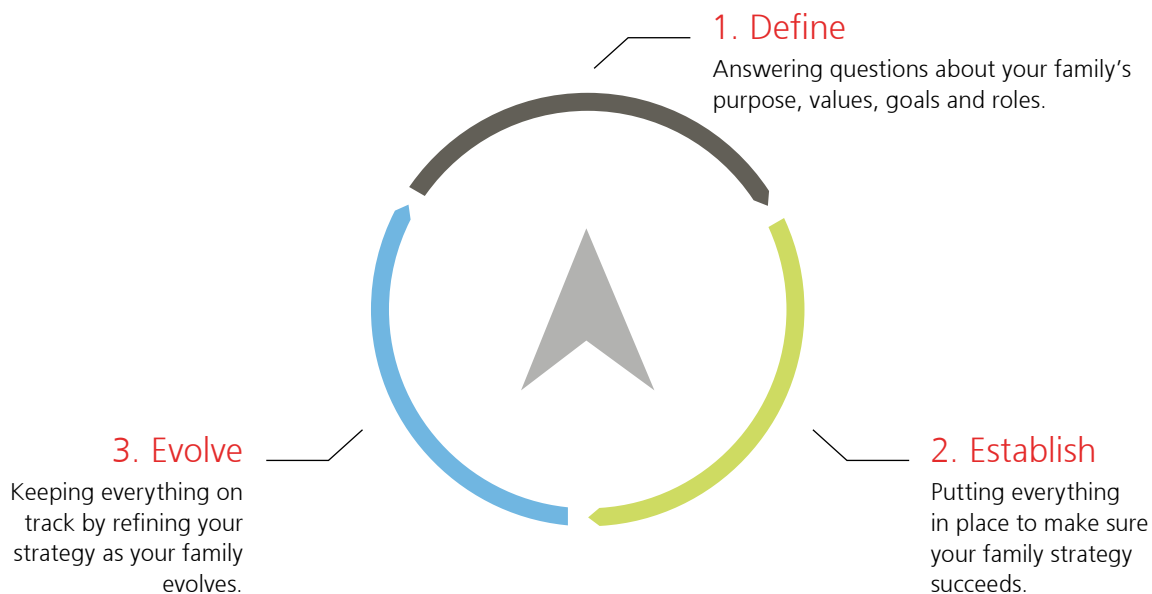 1. Define
Answering questions about your family’s
purpose, values, goals and roles.
2. Establish
Putting everything
in place to make sure
your family strategy
succeeds.
3. Evolve
Keeping everything on
track by refining your
strategy as your family
evolves.